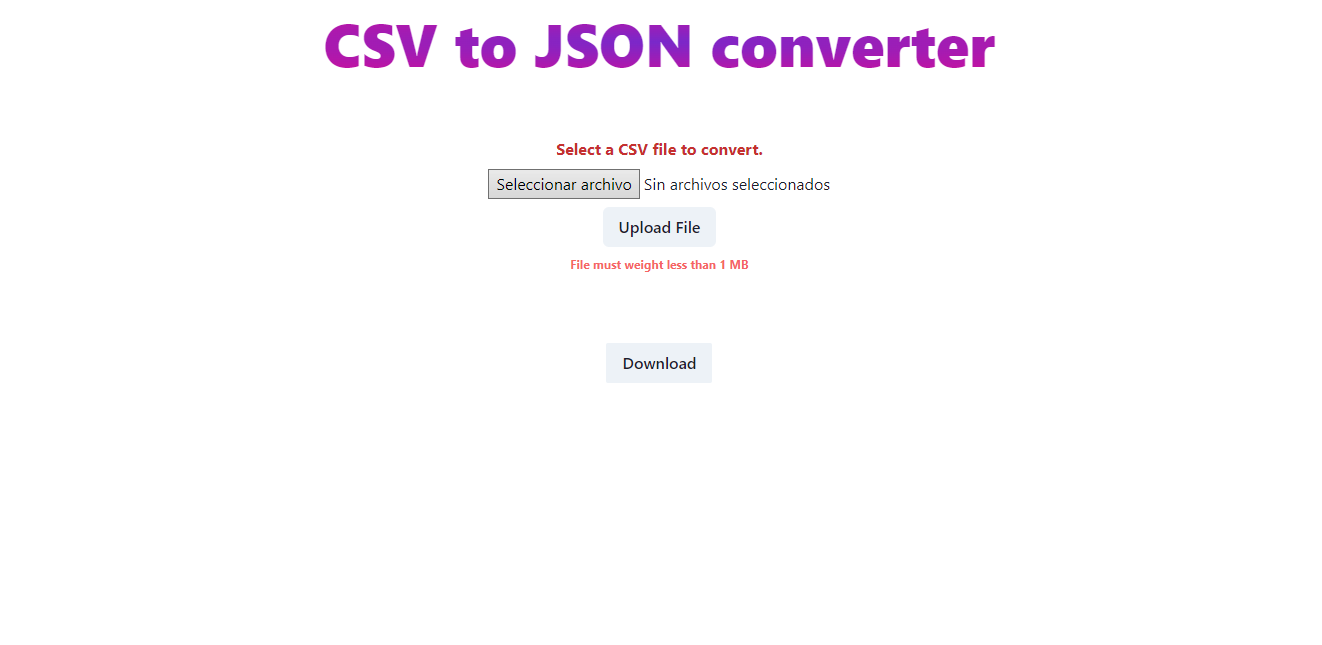 CSV to JSON converter
Select a CSV file to convert.
Seleccionar archivo Sin archivos seleccionados
Upload File
File must weight less than 1 MB
Download